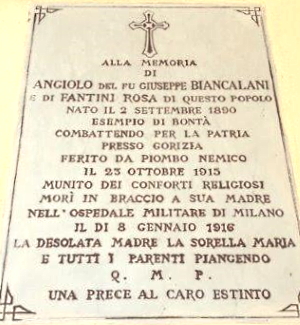 ALLA MEMORIA
DI
ANGIOLO DEL FU GIUSEPPE BIANCALANI
E DI FANTINI ROSA DI QUESTO POPOLO
NATO IL 2 SETTEMBRE 1890
ESEMPIO DI BONTÀ
COMBATTENDO PER LA PATRIA
PRESSO GORIZIA
FERITO DA PIOMBO NEMICO
IL 23 OTTOBRE 1915
MUNITO DEI CONFORTI RELIGIOSI
MORÌ IN BRACCIO A SUA MADRE
NELL'OSPEDALE MILITARE DI MILANO
IL DI 8 GENNAIO 1916
LA DESOLATA MADRE LA SORELLA MARIA
E TUTTI I PARENTI PIANGENDO
Q. M. P.
UNA PRECE AL CARO ESTINTO